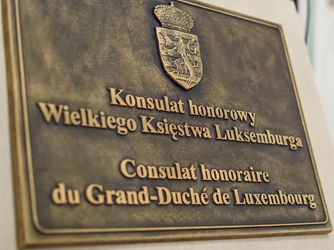 Konsulat honorowy
Wielkiego Księstwa Luksemburga
Consulat honoraire
du Grand-Duché de Luxembourg